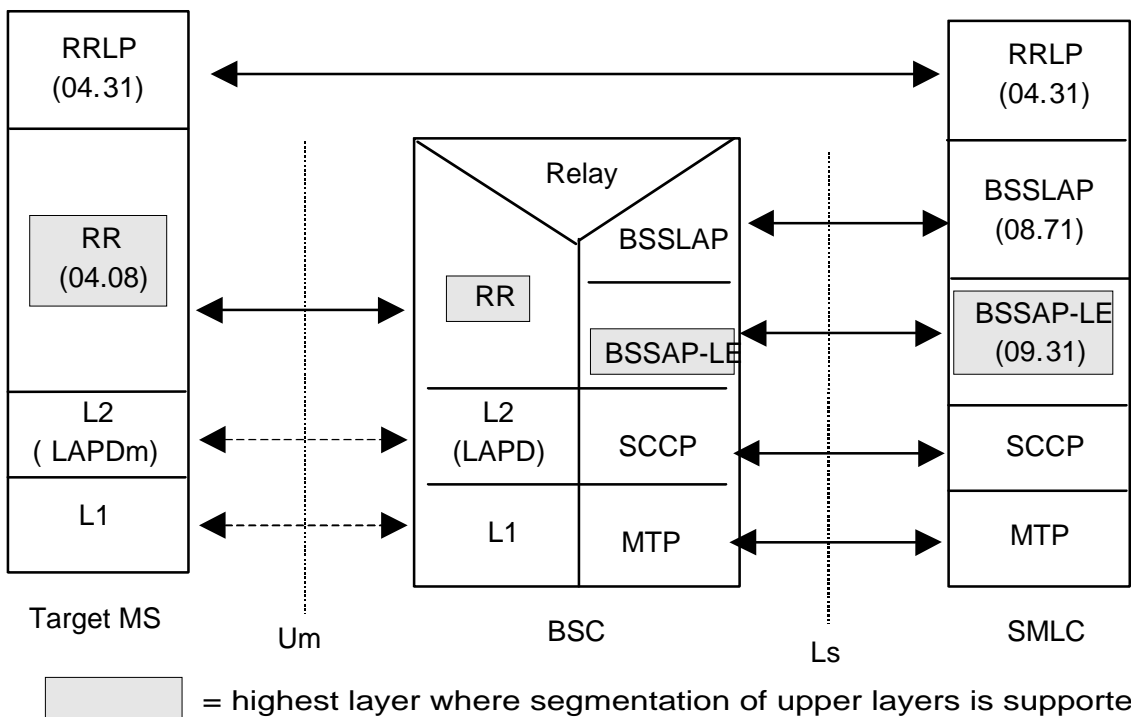 RRLP
(04.31)
RR
(04.08)
L2
( LAPDm)
L1
Target MS
Um
Relay
RR
BSSLAP
BSSAP-LE
L2
(LAPD)
SCCP
L1
MTP
BSC
Ls
RRLP
(04.31)
BSSLAP
(08.71)
BSSAP-LE
(09.31)
SCCP
MTP
SMLC
= highest layer where segmentation of upper layers is supporte